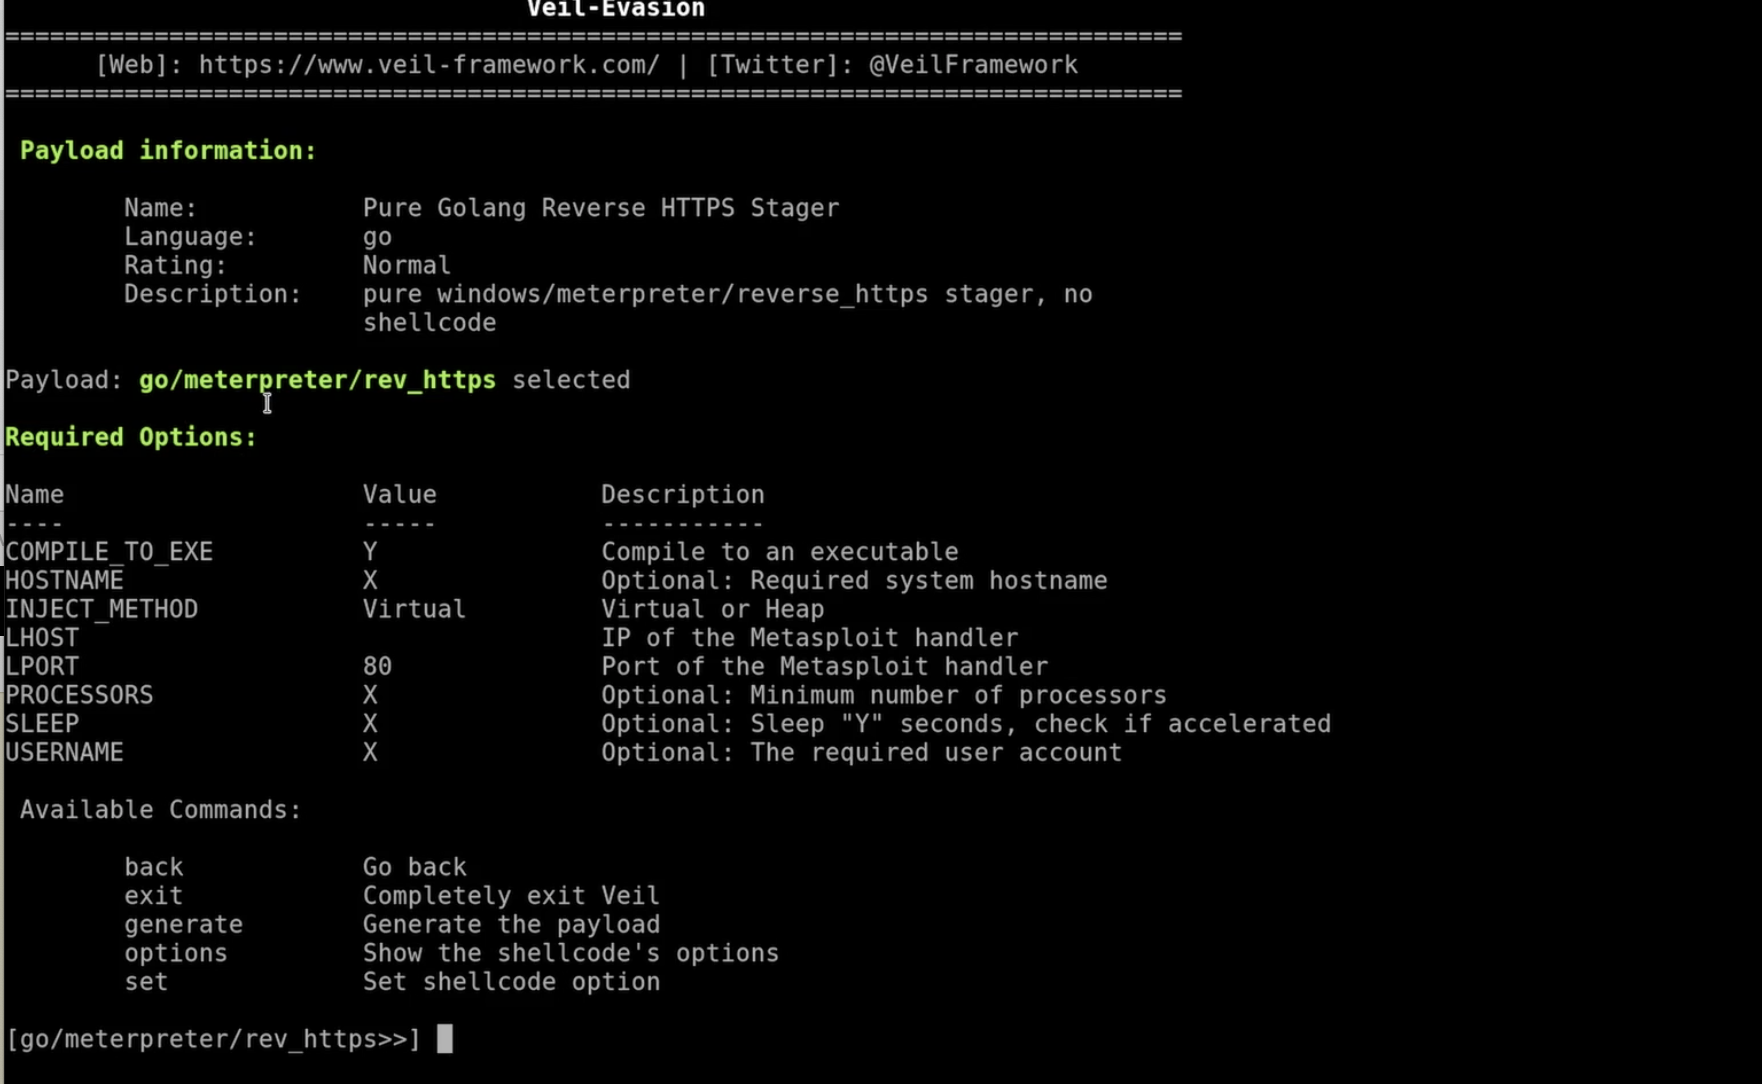 Veil-Evasion
===============================================================================
[Web]: https://www.veil-framework.com/ | [Twitter]: @VeilFramework
===============================================================================
Payload information:
Name: Pure Golang Reverse HTTPS Stager
Language: go
Rating: Normal
Description: pure windows/meterpreter/reverse_https stager, no
shellcode
Payload: go/meterpreter/rev_https selected
Required Options:
Name Value Description
---- ----- -----------
COMPILE_TO_EXE Y Compile to an executable
HOSTNAME X Optional: Required system hostname
INJECT_METHOD Virtual Virtual or Heap
LHOST IP of the Metasploit handler
LPORT 80 Port of the Metasploit handler
PROCESSORS X Optional: Minimum number of processors
SLEEP X Optional: Sleep "Y" seconds, check if accelerated
USERNAME X Optional: The required user account
Available Commands:
back Go back
exit Completely exit Veil
generate Generate the payload
options Show the shellcode's options
set Set shellcode option
[go/meterpreter/rev_https>>]